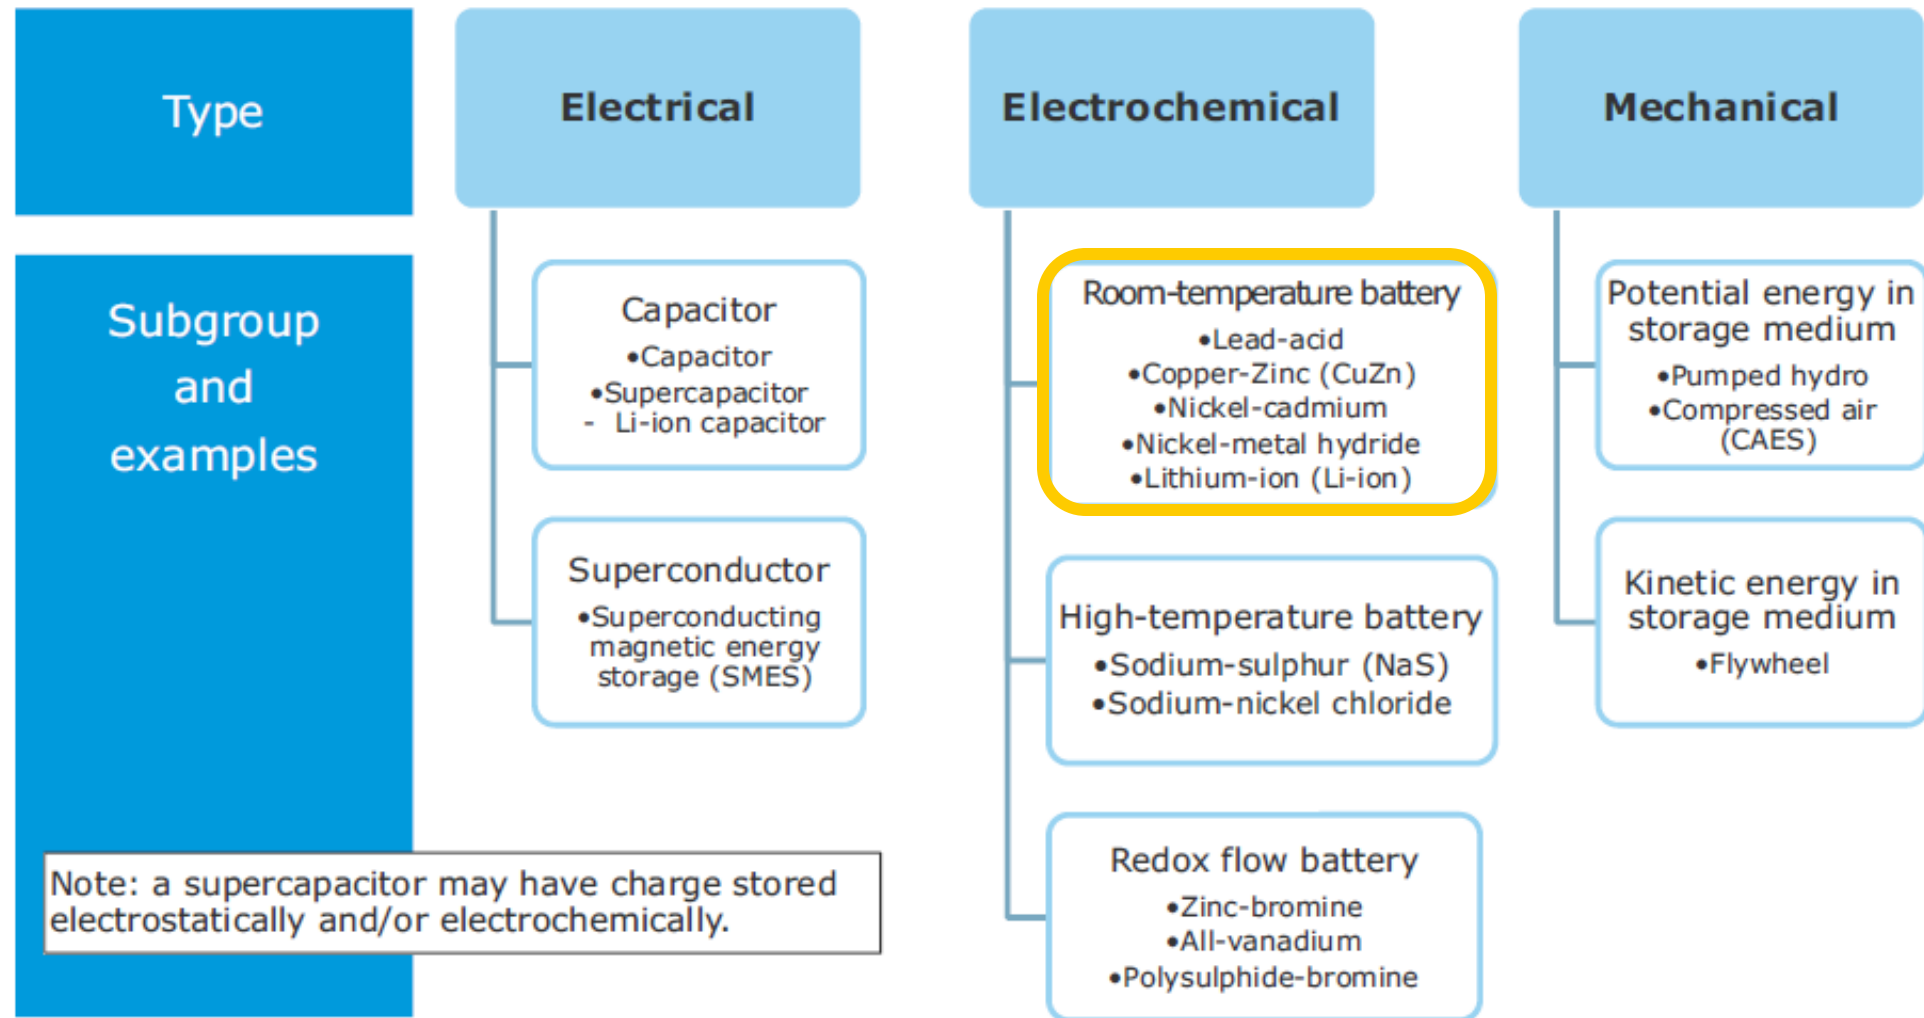 Type
Electrical
Electrochemical
Mechanical
Subgroup
and
examples
Capacitor
•Capacitor
•Supercapacitor
- Li-ion capacitor
Superconductor
•Superconducting
magnetic energy
storage (SMES)
Room-temperature battery
•Lead-acid
•Copper-Zinc (CuZn)
•Nickel-cadmium
•Nickel-metal hydride
•Lithium-ion (Li-ion)
High-temperature battery
•Sodium-sulphur (NaS)
•Sodium-nickel chloride
Redox flow battery
•Zinc-bromine
•All-vanadium
•Polysulphide-bromine
Potential energy in
storage medium
•Pumped hydro
•Compressed air
(CAES)
Kinetic energy in
storage medium
•Flywheel
Note: a supercapacitor may have charge stored
electrostatically and/or electrochemically.